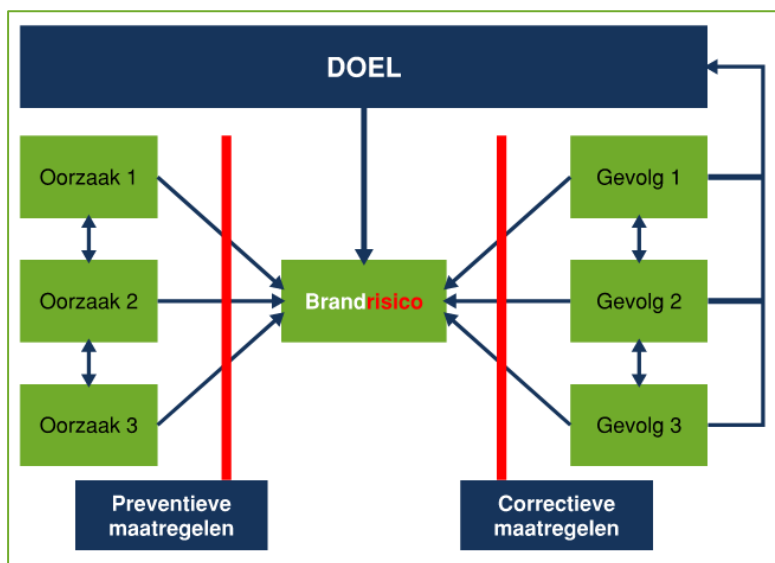 DOEL
Oorzaak 1
Gevolg 1
Oorzaak 2
Brandrisico
Gevolg 2
Oorzaak 3
Gevolg 3
Preventieve
maatregelen
Correctieve
maatregelen